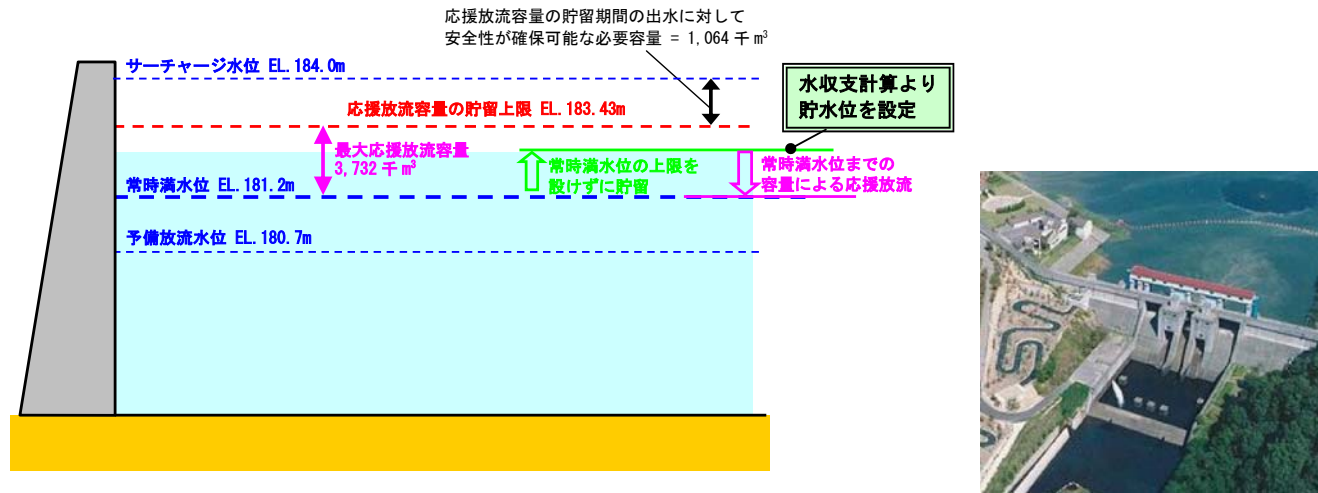 応援放流容量の貯留期間の出水に対して
安全性が確保可能な必要容量 = 1,064 千m³
サーチャージ水位 EL.184.0m
水収支計算より
貯水位を設定
応援放流容量の貯留上限 EL.183.43m
最大応援放流容量
3,732 千m³
常時満水位の上限を
設けずに貯留
常時満水位までの
容量による応援放流
常時満水位 EL.181.2m
予備放流水位 EL.180.7m